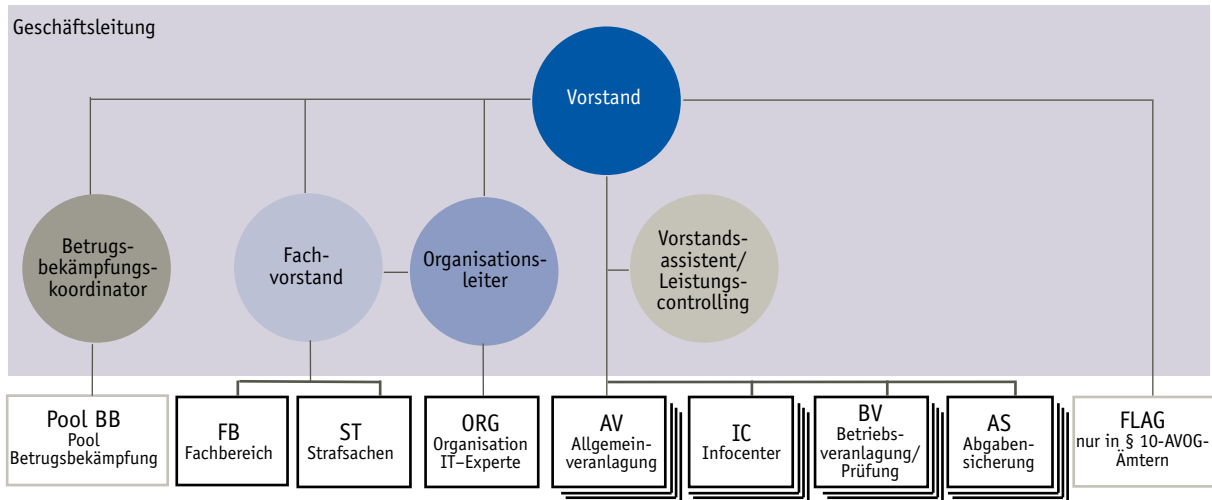 Geschäftsleitung
Vorstand
Betrugs-
bekämpfungs-
koordinator
Fach-
vorstand
Organisations-
leiter
Vorstands-
assistent/
Leistungs-
controlling
Pool BB
Pool
Betrugsbekämpfung
FB
Fachbereich
ST
Strafsachen
ORG
Organisation
IT–Experte
AV
Allgemein-
veranlagung
IC
Infocenter
BV
Betriebs-
veranlagung/
Prüfung
AS
Abgaben-
sicherung
FLAG
nur in § 10-AVOG-
Ämtern